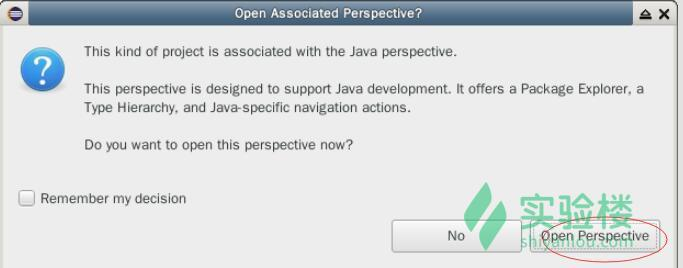 Open Associated Perspective?
This kind of project is associated with the Java perspective.
This perspective is designed to support Java development. It offers a Package Explorer, a
Type Hierarchy, and Java-specific navigation actions.
Do you want to open this perspective now?
Remember my decision
实验楼
No
Open Perspective
shiyanlou.com